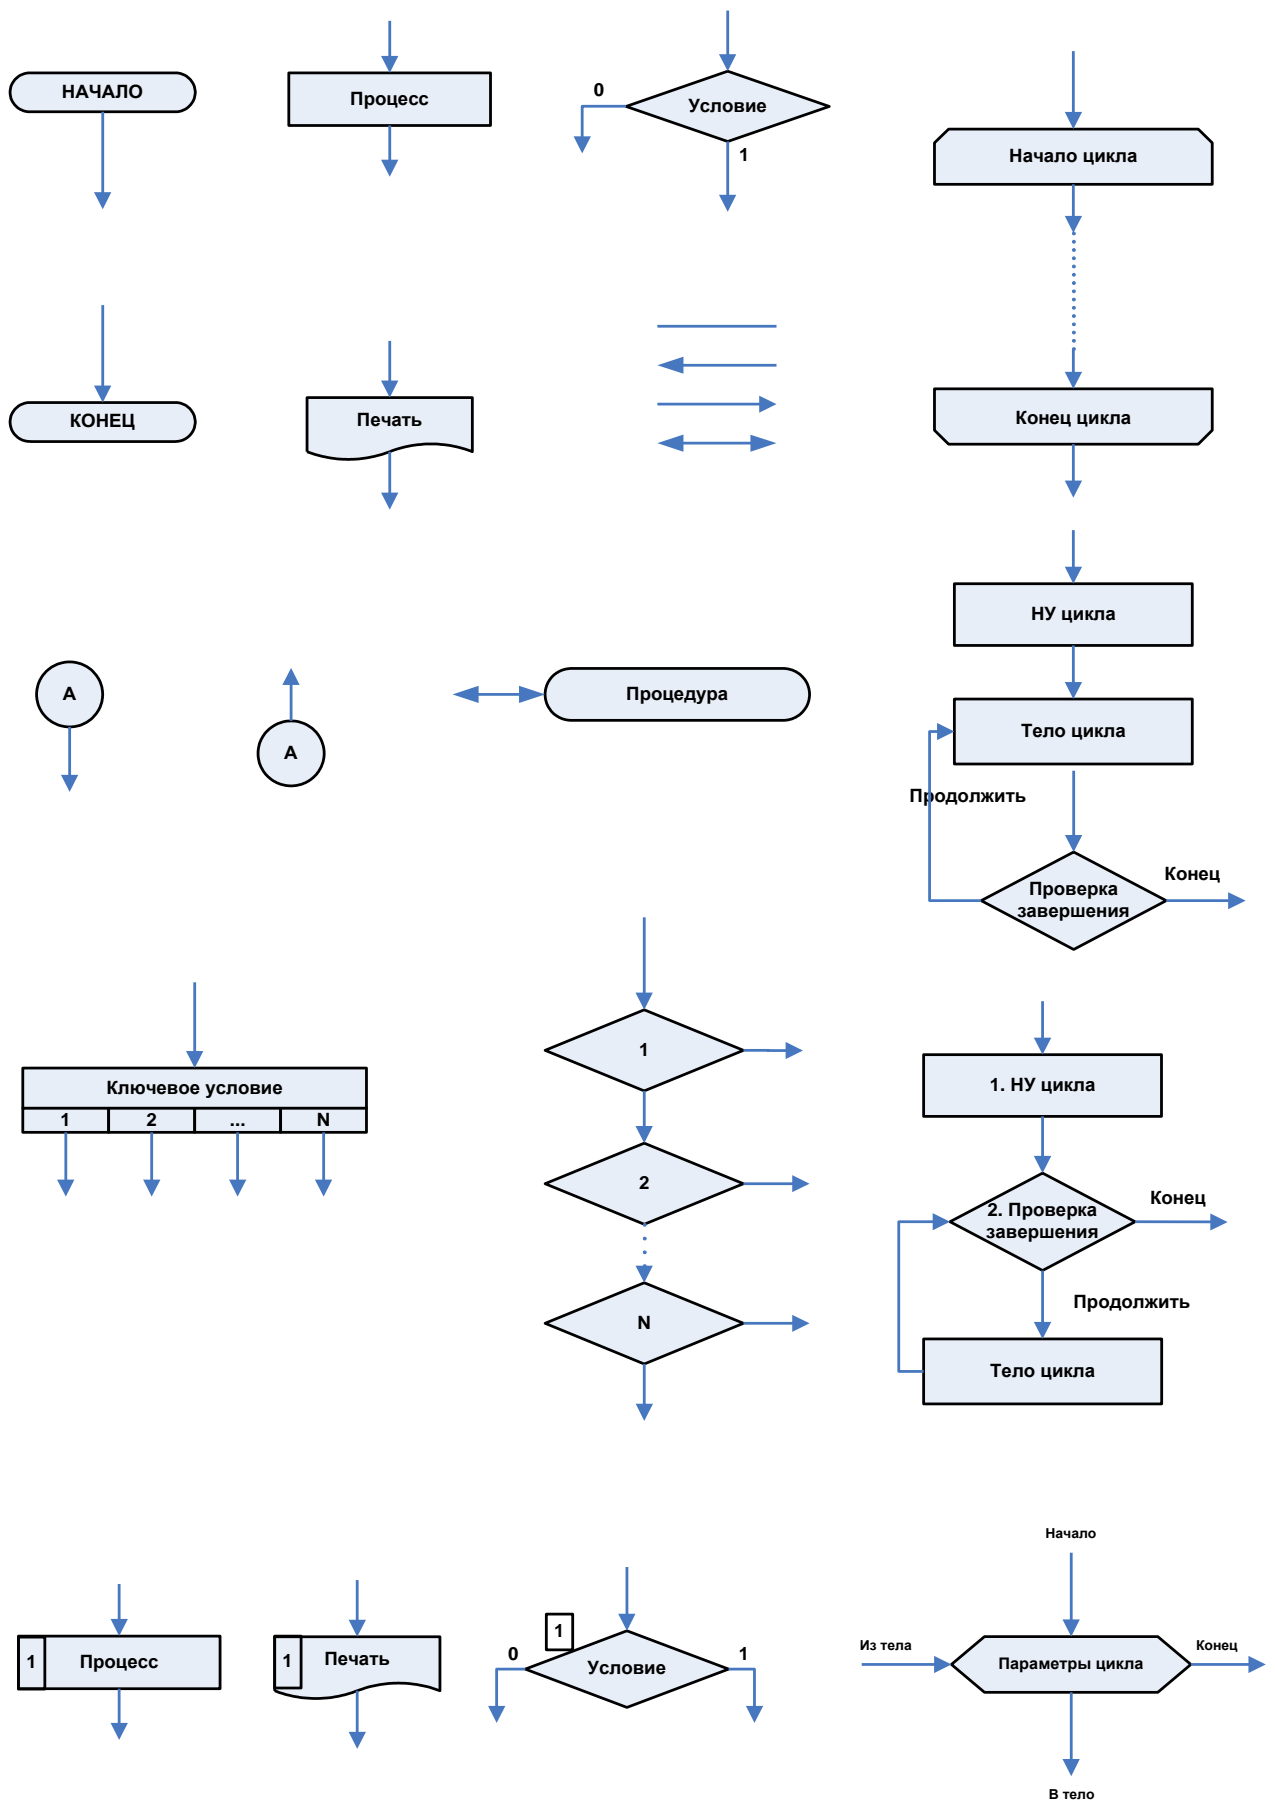 НАЧАЛО
Процесс
0
Условие
1
Начало цикла
КОНЕЦ
Печать
Конец цикла
НУ цикла
А
А
Процедура
Тело цикла
Продолжить
Проверка
завершения
Конец
Ключевое условие
1
2
...
N
1
2
N
1. НУ цикла
2. Проверка
завершения
Конец
Продолжить
Тело цикла
1
Процесс
1
Печать
1
0
Условие
1
Начало
Из тела
Параметры цикла
Конец
В тело